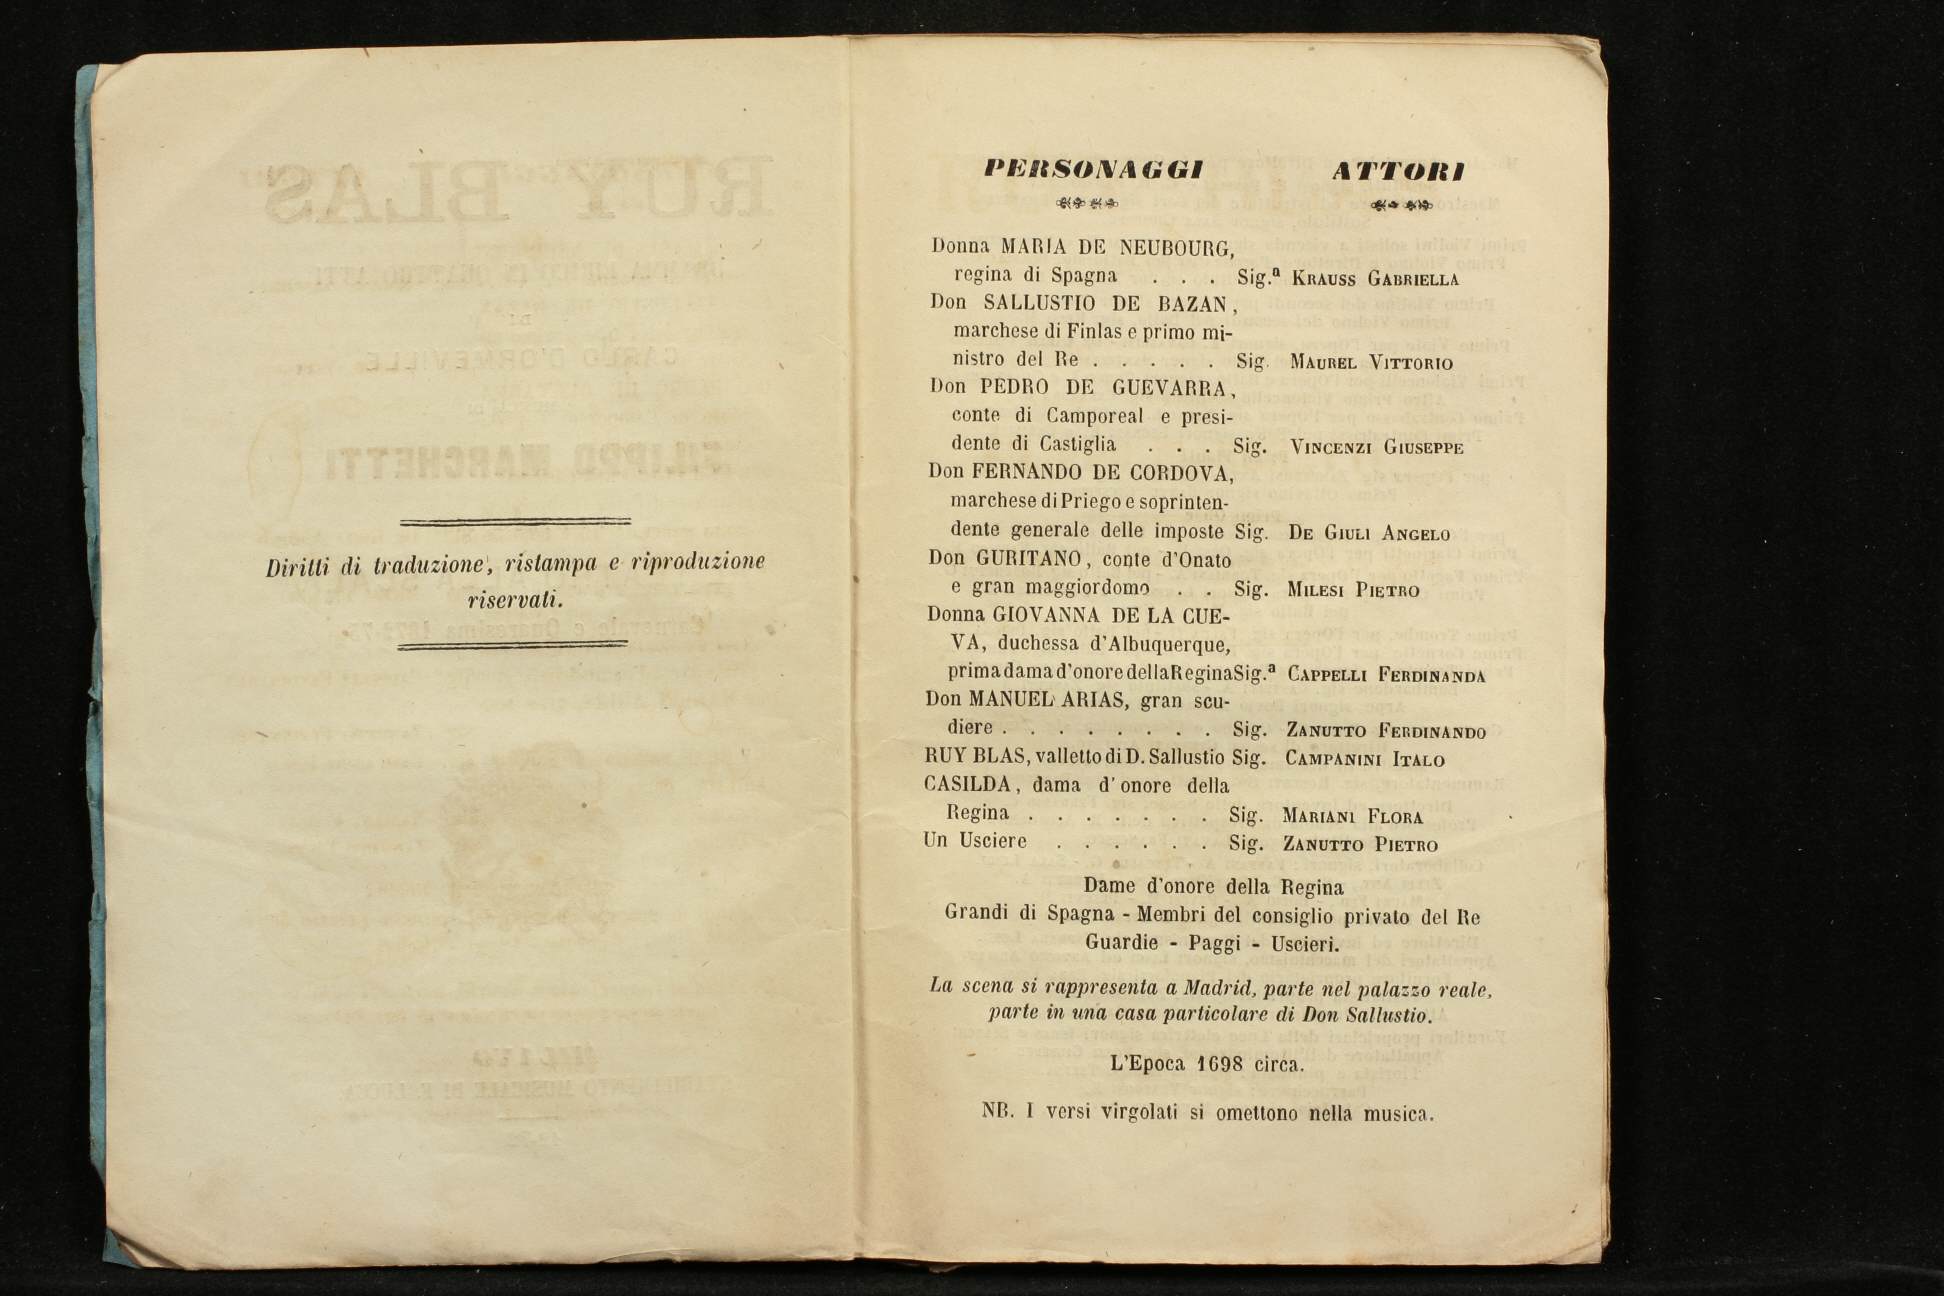 Diritti di traduzione, ristampa e riproduzione
riservati.
PERSONAGGI ATTORI
Donna MARIA DE NEUBOURG,
regina di Spagna . . . Sig.ª KRAUSS GABRIELLA
Don SALLUSTIO DE BAZAN,
marchese di Finlas e primo mi-
nistro del Re . . . . . Sig. MAUREL VITTORIO
Don PEDRO DE GUEVARRA,
conte di Camporeal e presi-
dente di Castiglia . . . Sig. VINCENZI GIUSEPPE
Don FERNANDO DE CORDOVA,
marchese di Priego e soprinten-
dente generale delle imposte Sig. DE GIULI ANGELO
Don GURITANO, conte d'Onato
e gran maggiordomo . . Sig. MILESI PIETRO
Donna GIOVANNA DE LA CUE-
VA, duchessa d'Albuquerque,
prima dama d'onore della Regina Sig.ª CAPPELLI FERDINANDA
Don MANUEL ARIAS, gran scu-
diere . . . . . . . . Sig. ZANUTTO FERDINANDO
RUY BLAS, valletto di D. Sallustio Sig. CAMPANINI ITALO
CASILDA, dama d'onore della
Regina . . . . . . . Sig. MARIANI FLORA
Un Usciere . . . . . . Sig. ZANUTTO PIETRO
Dame d'onore della Regina
Grandi di Spagna - Membri del consiglio privato del Re
Guardie - Paggi - Uscieri.
La scena si rappresenta a Madrid, parte nel palazzo reale,
parte in una casa particolare di Don Sallustio.
L'Epoca 1698 circa.
NB. I versi virgolati si omettono nella musica.